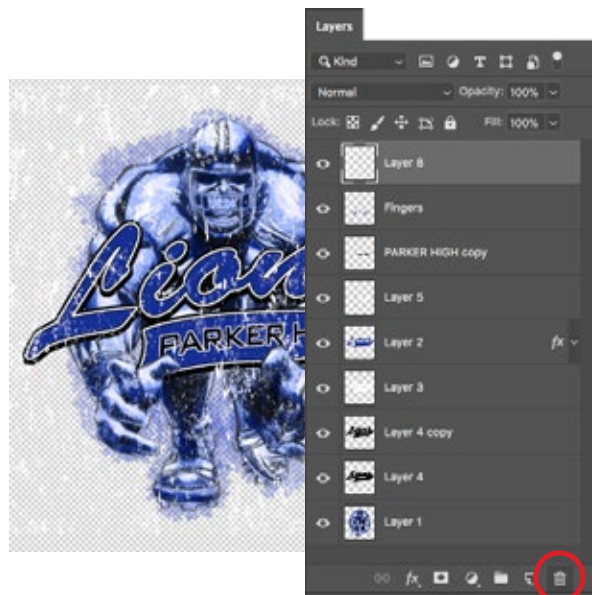 Layers
Kind
Normal
Opacity: 100%
Lock:
Fill: 100%
Layer 8
Fingers
PARKER HIGH copy
Layer 5
Layer 2
fx
Layer 3
Layer 4 copy
Layer 4
Layer 1
fx
Lion
PARKER H